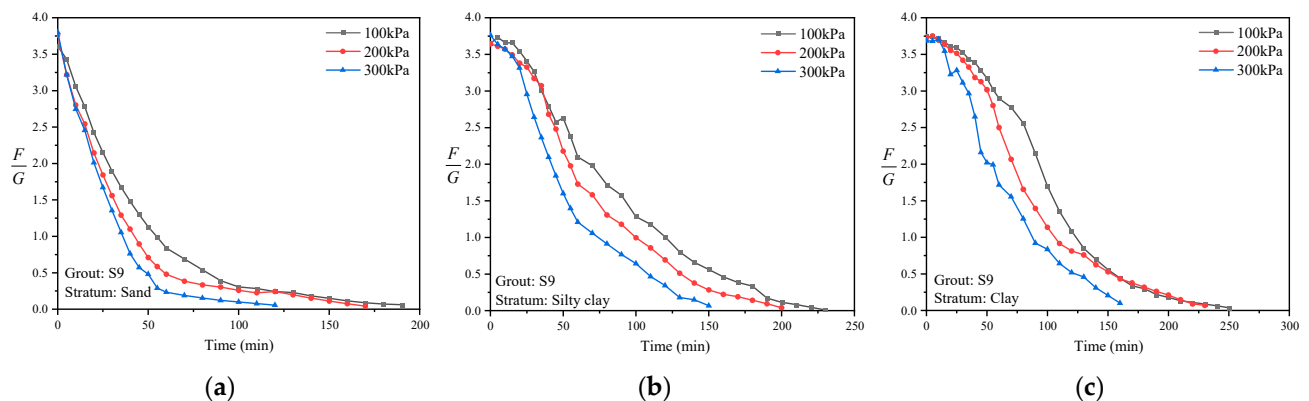 4.0
3.5
3.0
2.5
2.0
1.5
1.0
0.5
0.0
F
G
100kPa
200kPa
300kPa
Grout: S9
Stratum: Sand
0 50 100 150 200
Time (min)
(a)
4.0
3.5
3.0
2.5
2.0
1.5
1.0
0.5
0.0
F
G
100kPa
200kPa
300kPa
Grout: S9
Stratum: Silty clay
0 50 100 150 200 250
Time (min)
(b)
4.0
3.5
3.0
2.5
2.0
1.5
1.0
0.5
0.0
F
G
100kPa
200kPa
300kPa
Grout: S9
Stratum: Clay
0 50 100 150 200 250 300
Time (min)
(c)